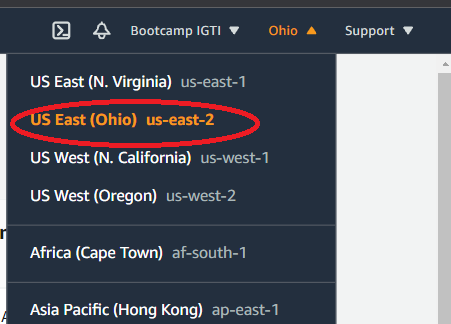 Bootcamp IGTI Ohio Support
US East (N. Virginia) us-east-1
US East (Ohio) us-east-2
US West (N. California) us-west-1
US West (Oregon) us-west-2
Africa (Cape Town) af-south-1
Asia Pacific (Hong Kong) ap-east-1